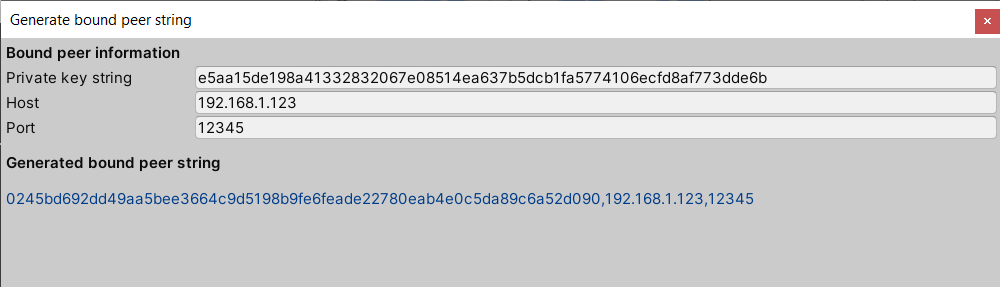 Generate bound peer string
Bound peer information
Private key string e5aa15de198a41332832067e08514ea637b5dcb1fa5774106ecfd8af773dde6b
Host 192.168.1.123
Port 12345
Generated bound peer string
0245bd692dd49aa5bee3664c9d5198b9fe6feade22780eab4e0c5da89c6a52d090,192.168.1.123,12345